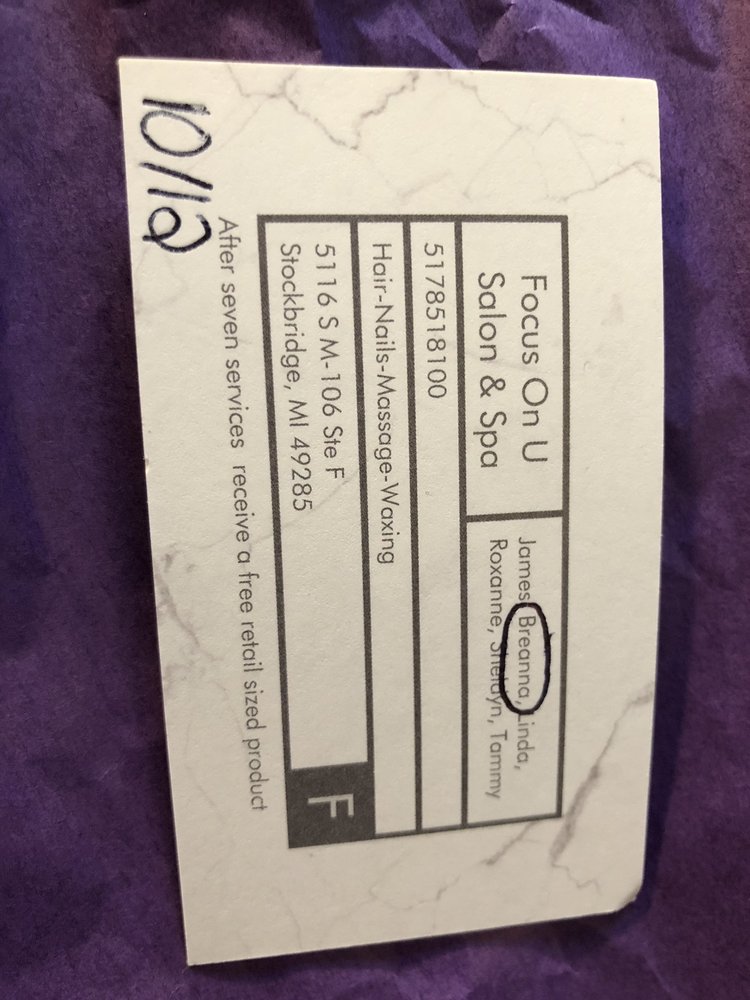 Focus On U
Salon & Spa
James, Breanna, Linda,
Roxanne, Shelayn, Tammy
5178518100
Hair-Nails-Massage-Waxing
5116 S M-106 Ste F
Stockbridge, MI 49285
F
After seven services receive a free retail sized product
10/12